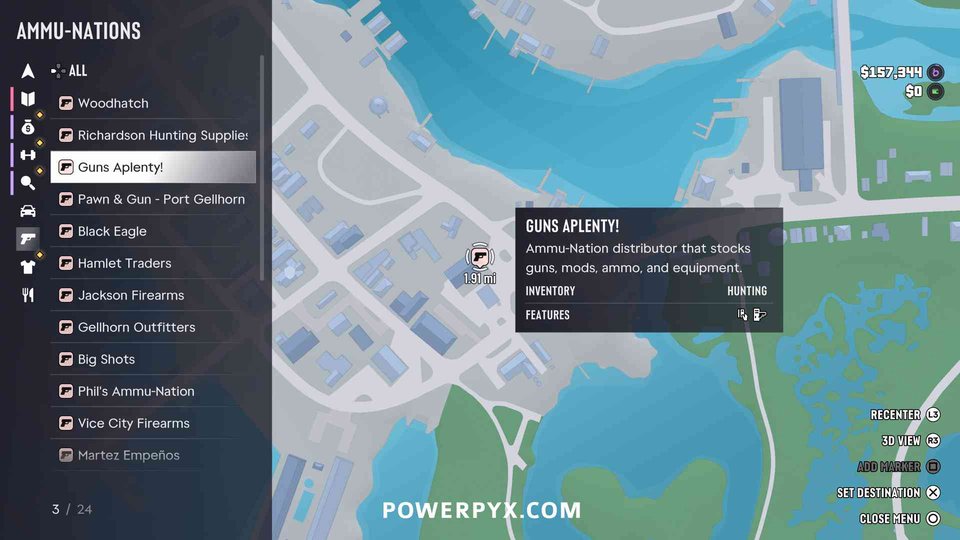 AMMU-NATIONS
ALL
Woodhatch
Richardson Hunting Supplies
Guns Aplenty!
Pawn & Gun - Port Gellhorn
Black Eagle
Hamlet Traders
Jackson Firearms
Gellhorn Outfitters
Big Shots
Phil's Ammu-Nation
Vice City Firearms
Martez Empeños
3 / 24
$157,344
$0
1.91 mi
GUNS APLENTY!
Ammu-Nation distributor that stocks
guns, mods, ammo, and equipment.
INVENTORY HUNTING
FEATURES
RECENTER L3
3D VIEW R3
ADD MARKER
SET DESTINATION
CLOSE MENU
POWERPYX.COM